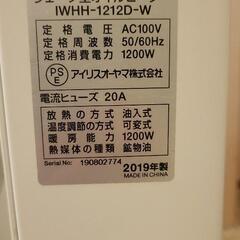 IWHH-1212D-W
定格電圧 AC100V
定格周波数 50/60Hz
定格消費電力 1200W
PSE アイリスオーヤマ株式会社
電流ヒューズ 20A
放熱の方式 油入式
温度調節の方式 可変式
暖房能力 1200W
熱媒体の種類 鉱物油
2019年製
Serial 190802774 MADE IN CHINA